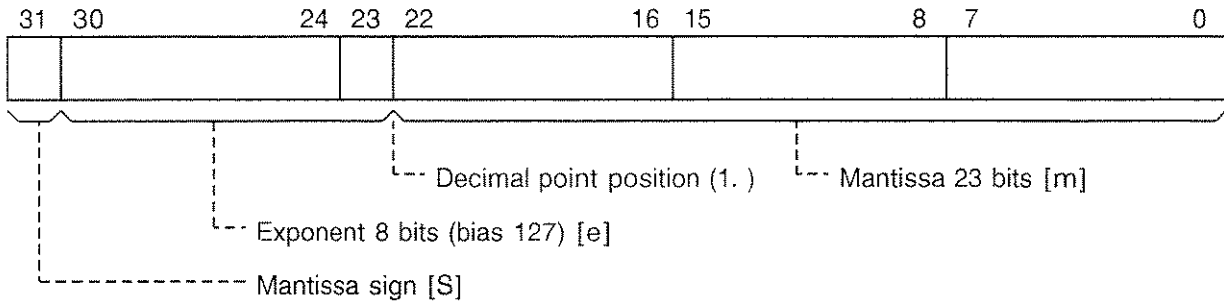 31 30 24 23 22 16 15 8 7 0
Decimal point position (1. ) Mantissa 23 bits [m]
Exponent 8 bits (bias 127) [e]
Mantissa sign [S]